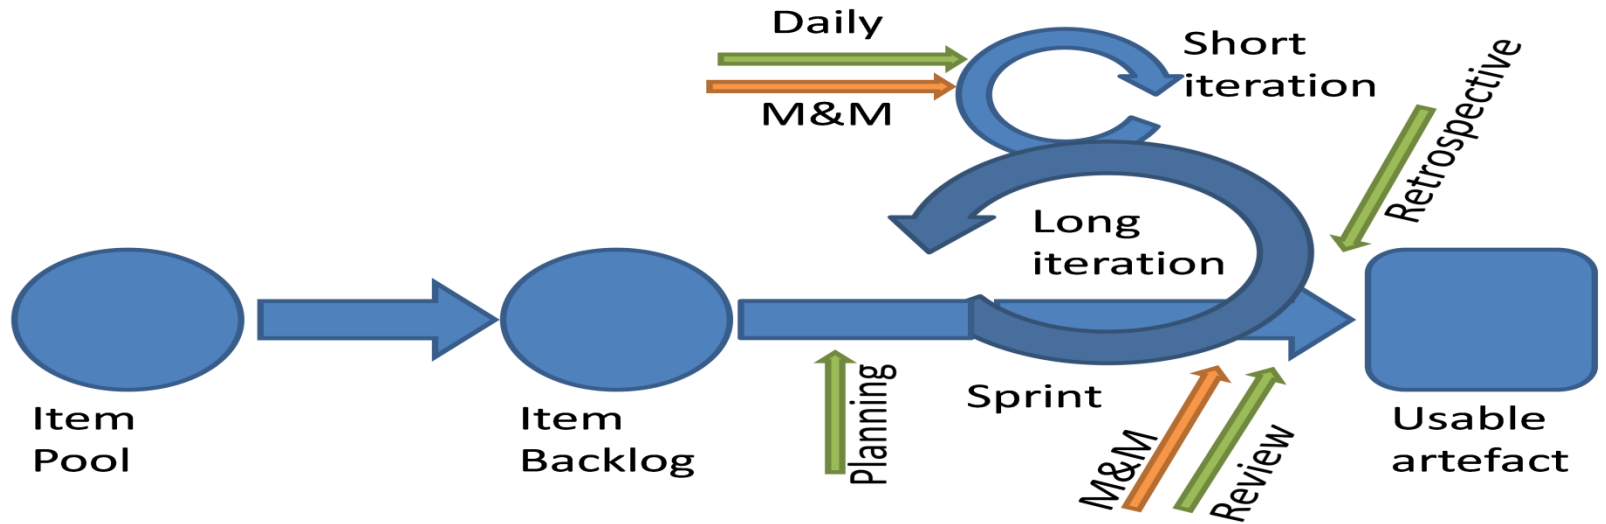 Daily
M&M
Short
iteration
Retrospective
Long
iteration
Item
Pool
Item
Backlog
Planning
Sprint
M&M
Review
Usable
artefact